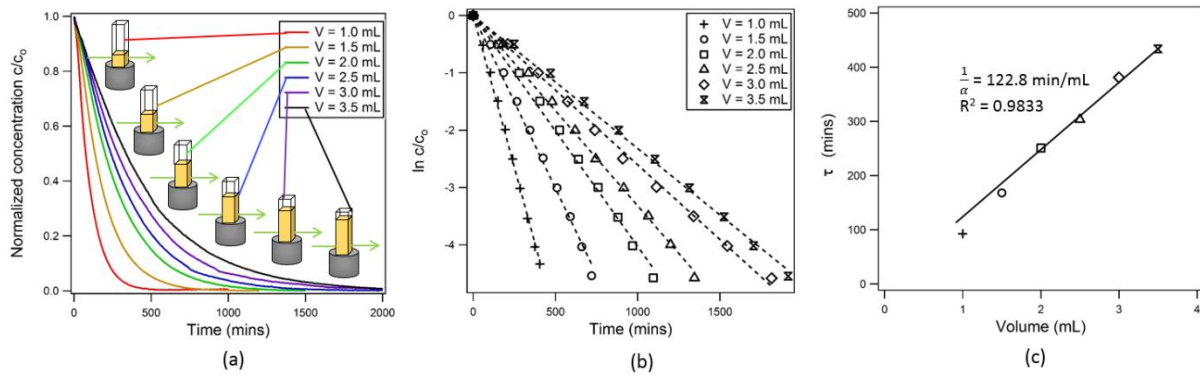 1.0
0.8
0.6
0.4
0.2
0.0
Normalized concentration c/c₀
V = 1.0 mL
V = 1.5 mL
V = 2.0 mL
V = 2.5 mL
V = 3.0 mL
V = 3.5 mL
0 500 1000 1500 2000
Time (mins)
(a)
0
-1
-2
-3
-4
ln c/c₀
V = 1.0 mL
V = 1.5 mL
V = 2.0 mL
V = 2.5 mL
V = 3.0 mL
V = 3.5 mL
0 500 1000 1500
Time (mins)
(b)
500
400
300
200
100
0
τ (mins)
1/α = 122.8 min/mL
R² = 0.9833
0 1 2 3 4
Volume (mL)
(c)